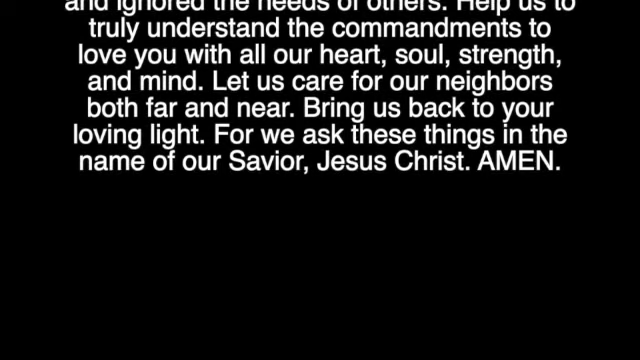 and ignored the needs of others. Help us to
truly understand the commandments to
love you with all our heart, soul, strength,
and mind. Let us care for our neighbors
both far and near. Bring us back to your
loving light. For we ask these things in the
name of our Savior, Jesus Christ. AMEN.